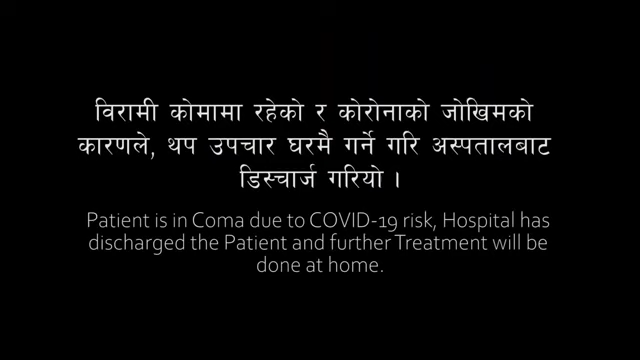 विरामी कोमामा रहेको र कोरोनाको जोखिमको
कारणले, थप उपचार घरमै गर्ने गरि अस्पतालबाट
डिस्चार्ज गरियो ।
Patient is in Coma due to COVID-19 risk, Hospital has
discharged the Patient and further Treatment will be
done at home.